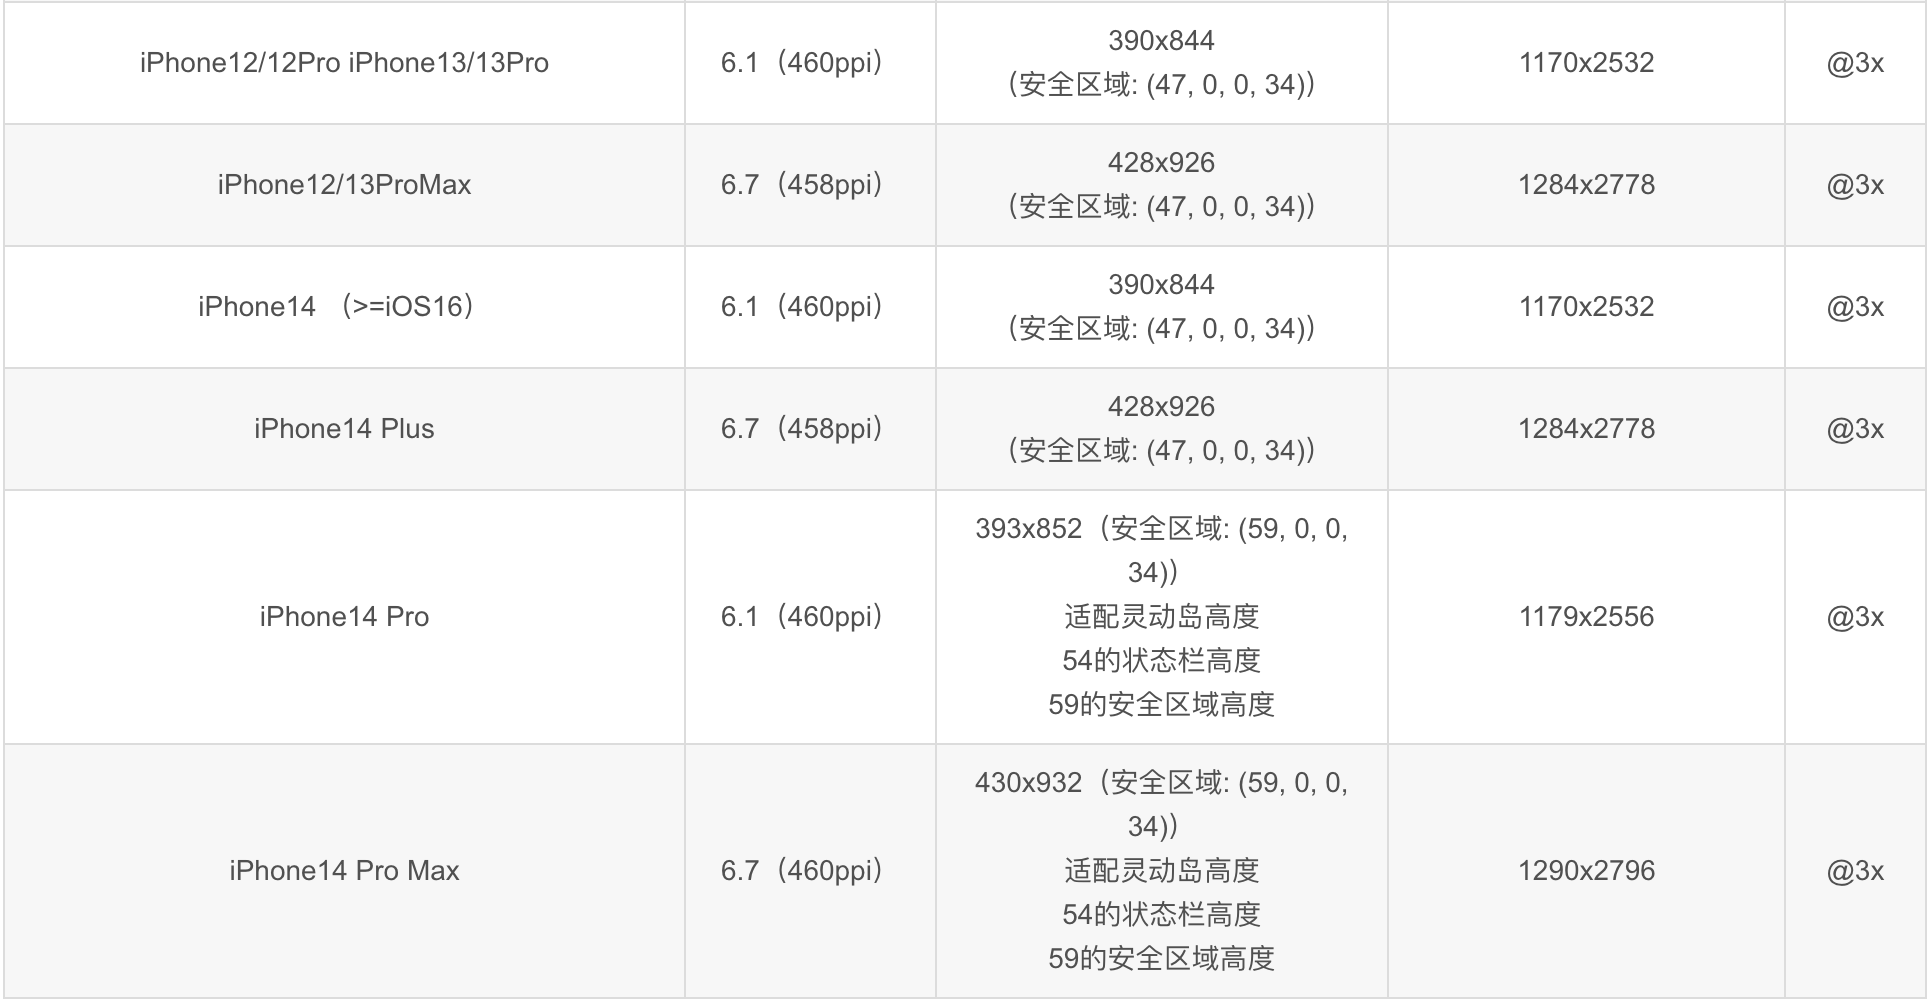 iPhone12/12Pro iPhone13/13Pro
6.1（460ppi）
390x844
（安全区域: (47, 0, 0, 34)）
1170x2532
@3x
iPhone12/13ProMax
6.7（458ppi）
428x926
（安全区域: (47, 0, 0, 34)）
1284x2778
@3x
iPhone14 （>=iOS16）
6.1（460ppi）
390x844
（安全区域: (47, 0, 0, 34)）
1170x2532
@3x
iPhone14 Plus
6.7（458ppi）
428x926
（安全区域: (47, 0, 0, 34)）
1284x2778
@3x
iPhone14 Pro
6.1（460ppi）
393x852（安全区域: (59, 0, 0,
34)）
适配灵动岛高度
54的状态栏高度
59的安全区域高度
1179x2556
@3x
iPhone14 Pro Max
6.7（460ppi）
430x932（安全区域: (59, 0, 0,
34)）
适配灵动岛高度
54的状态栏高度
59的安全区域高度
1290x2796
@3x